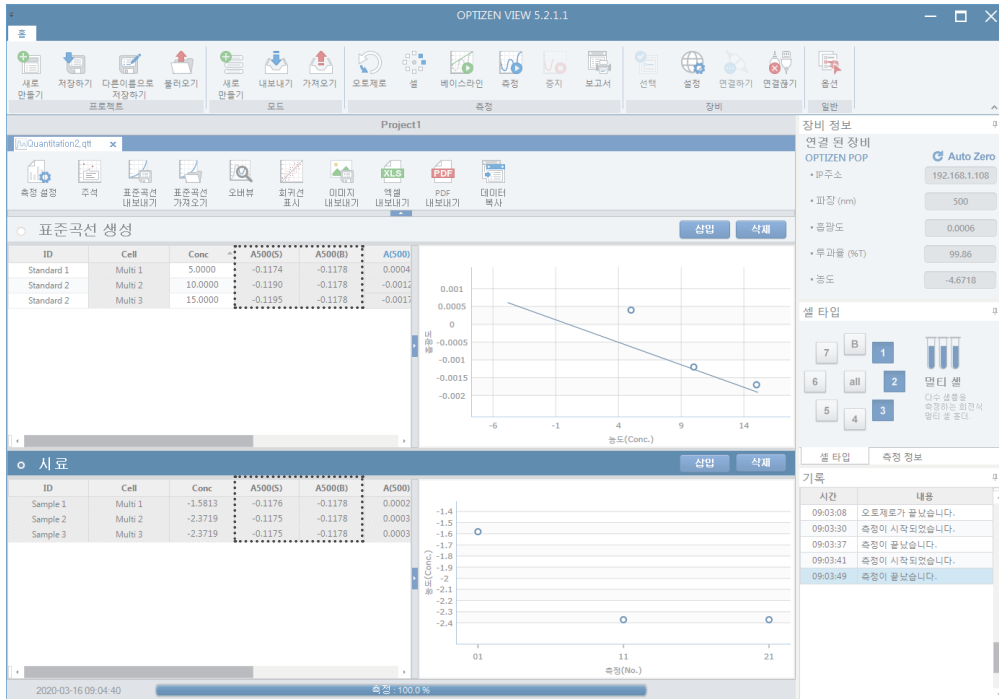 OPTIZEN VIEW 5.2.1.1
홈
새로 만들기
저장하기
다른이름으로 저장하기
불러오기
새로 만들기
내보내기
가져오기
오토제로
셀
베이스라인
측정
중지
보고서
선택
설정
연결하기
연결끊기
옵션
프로젝트
모드
측정
장비
일반
Project1
Quantitation2.qtt
측정 설정
주석
표준곡선 내보내기
표준곡선 가져오기
오버뷰
회귀선 표시
이미지 내보내기
XLS
엑셀 내보내기
PDF
PDF 내보내기
데이터 복사
표준곡선 생성
삽입 삭제
ID Cell Conc A500(S) A500(B) A(500)
Standard 1 Multi 1 5.0000 -0.1174 -0.1178 0.0004
Standard 2 Multi 2 10.0000 -0.1190 -0.1178 -0.0012
Standard 2 Multi 3 15.0000 -0.1195 -0.1178 -0.0017
흡광도
0.001
0.0005
0
-0.0005
-0.001
-0.0015
-0.002
-6 -1 4 9 14
농도(Conc.)
시료
삽입 삭제
ID Cell Conc A500(S) A500(B) A(500)
Sample 1 Multi 1 -1.5813 -0.1176 -0.1178 0.0002
Sample 2 Multi 2 -2.3719 -0.1175 -0.1178 0.0003
Sample 3 Multi 3 -2.3719 -0.1175 -0.1178 0.0003
농도(Conc.)
-1.4
-1.5
-1.6
-1.7
-1.8
-1.9
-2
-2.1
-2.2
-2.3
-2.4
01 11 21
측정(No.)
장비 정보
연결 된 장비
OPTIZEN POP Auto Zero
• IP주소 192.168.1.108
• 파장 (nm) 500
• 흡광도 0.0006
• 투과율 (%T) 99.86
• 농도 -4.6718
셀 타입
7 B 1
6 all 2
5 4 3
멀티 셀
다수 샘플을
측정하는 회전식
멀티 셀 홀더.
셀 타입 측정 정보
기록
시간 내용
09:03:08 오토제로가 끝났습니다.
09:03:30 측정이 시작되었습니다.
09:03:37 측정이 끝났습니다.
09:03:41 측정이 시작되었습니다.
09:03:49 측정이 끝났습니다.
2020-03-16 09:04:40
측정 : 100.0 %